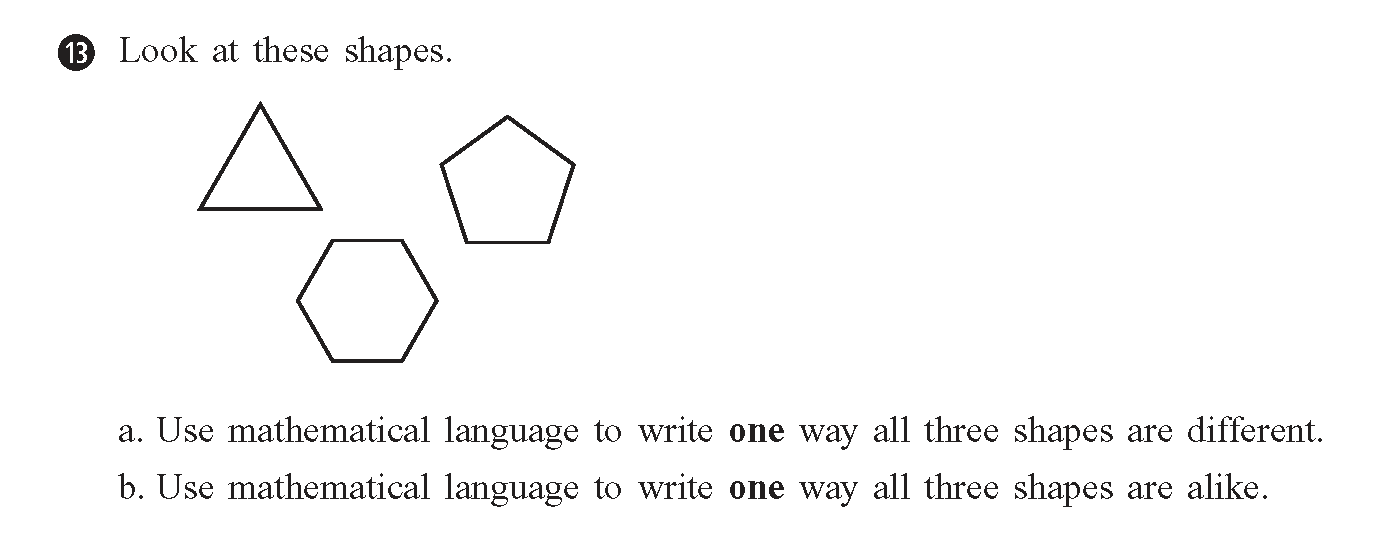 13 Look at these shapes.
a. Use mathematical language to write one way all three shapes are different.
b. Use mathematical language to write one way all three shapes are alike.